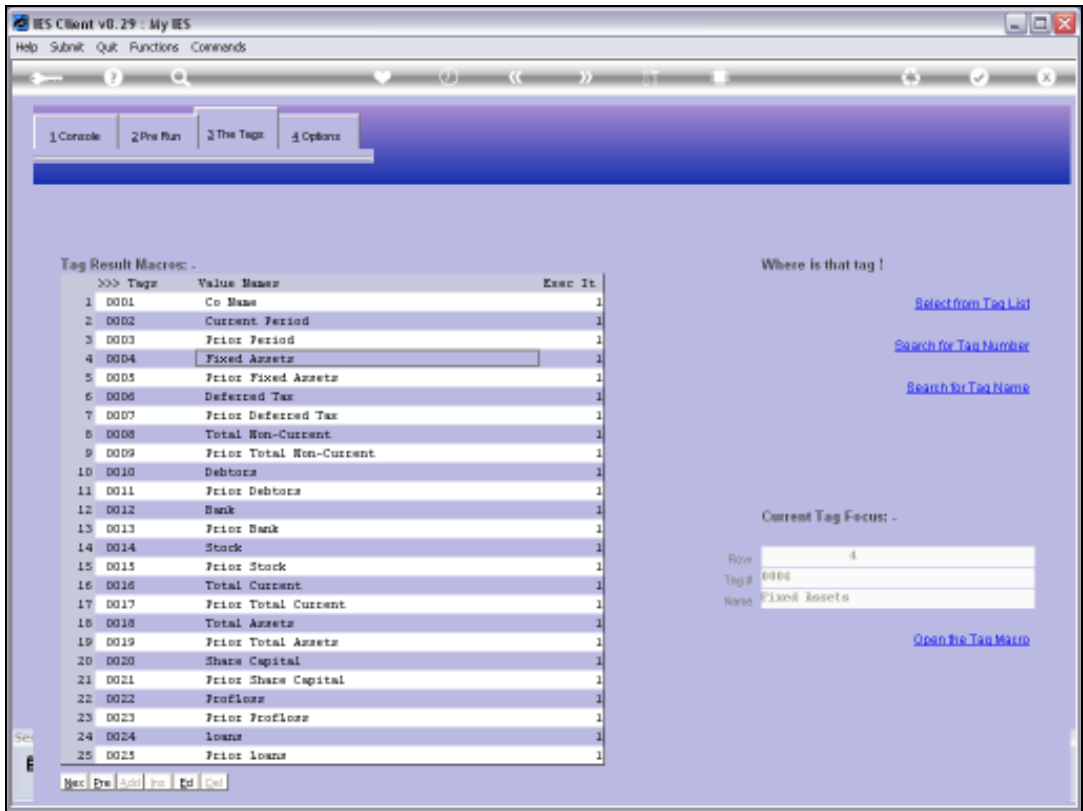 IES Client v8.29 : My IES
Help Submit Quit Functions Commands
1 Console 2 Pre Run 3 The Tags 4 Options
Tag Result Macros: -
>>> Tags Value Names Exec It
1 0001 Co Name 1
2 0002 Current Period 1
3 0003 Prior Period 1
4 0004 Fixed Assets 1
5 0005 Prior Fixed Assets 1
6 0006 Deferred Tax 1
7 0007 Prior Deferred Tax 1
8 0008 Total Non-Current 1
9 0009 Prior Total Non-Current 1
10 0010 Debtors 1
11 0011 Prior Debtors 1
12 0012 Bank 1
13 0013 Prior Bank 1
14 0014 Stock 1
15 0015 Prior Stock 1
16 0016 Total Current 1
17 0017 Prior Total Current 1
18 0018 Total Assets 1
19 0019 Prior Total Assets 1
20 0020 Share Capital 1
21 0021 Prior Share Capital 1
22 0022 Profloss 1
23 0023 Prior Profloss 1
24 0024 loans 1
25 0025 Prior loans 1
Nex Pre Add Ins Ed Del
Where is that tag !
Select from Tag List
Search for Tag Number
Search for Tag Name
Current Tag Focus: -
Row 4
Tag # 0004
Name Fixed Assets
Open the Tag Macro